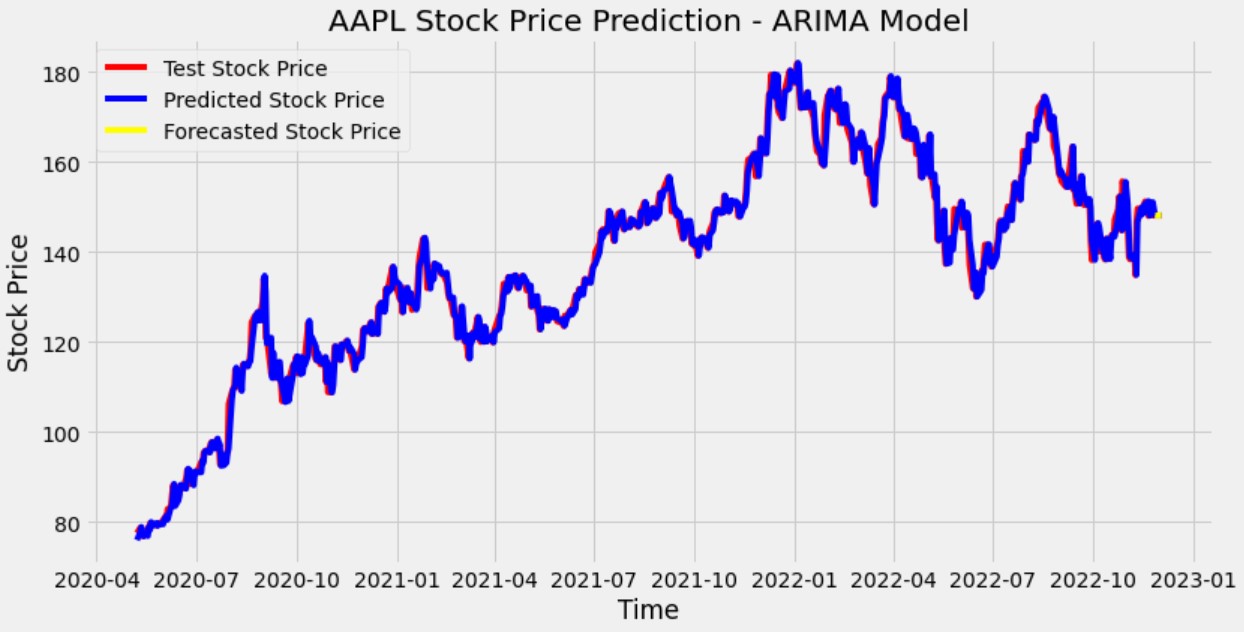 AAPL Stock Price Prediction - ARIMA Model
Test Stock Price
Predicted Stock Price
Forecasted Stock Price
180
160
140
120
100
80
Stock Price
2020-04 2020-07 2020-10 2021-01 2021-04 2021-07 2021-10 2022-01 2022-04 2022-07 2022-10 2023-01
Time